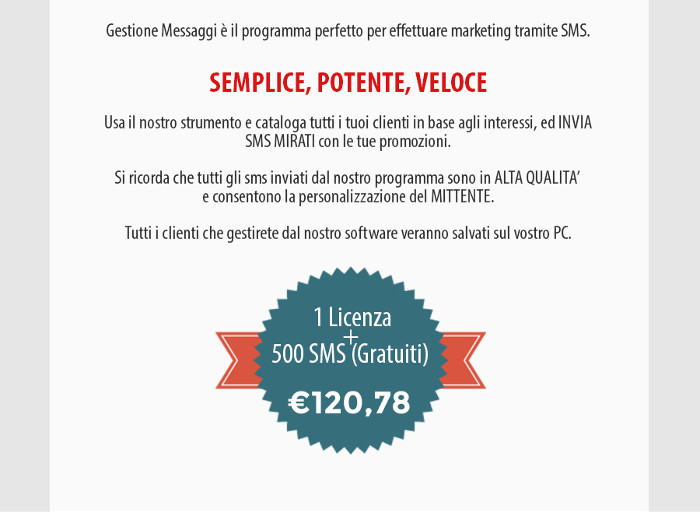 Gestione Messaggi è il programma perfetto per effettuare marketing tramite SMS.
SEMPLICE, POTENTE, VELOCE
Usa il nostro strumento e cataloga tutti i tuoi clienti in base agli interessi, ed INVIA
SMS MIRATI con le tue promozioni.
Si ricorda che tutti gli sms inviati dal nostro programma sono in ALTA QUALITA’
e consentono la personalizzazione del MITTENTE.
Tutti i clienti che gestirete dal nostro software veranno salvati sul vostro PC.
1 Licenza
+
500 SMS (Gratuiti)
€120,78